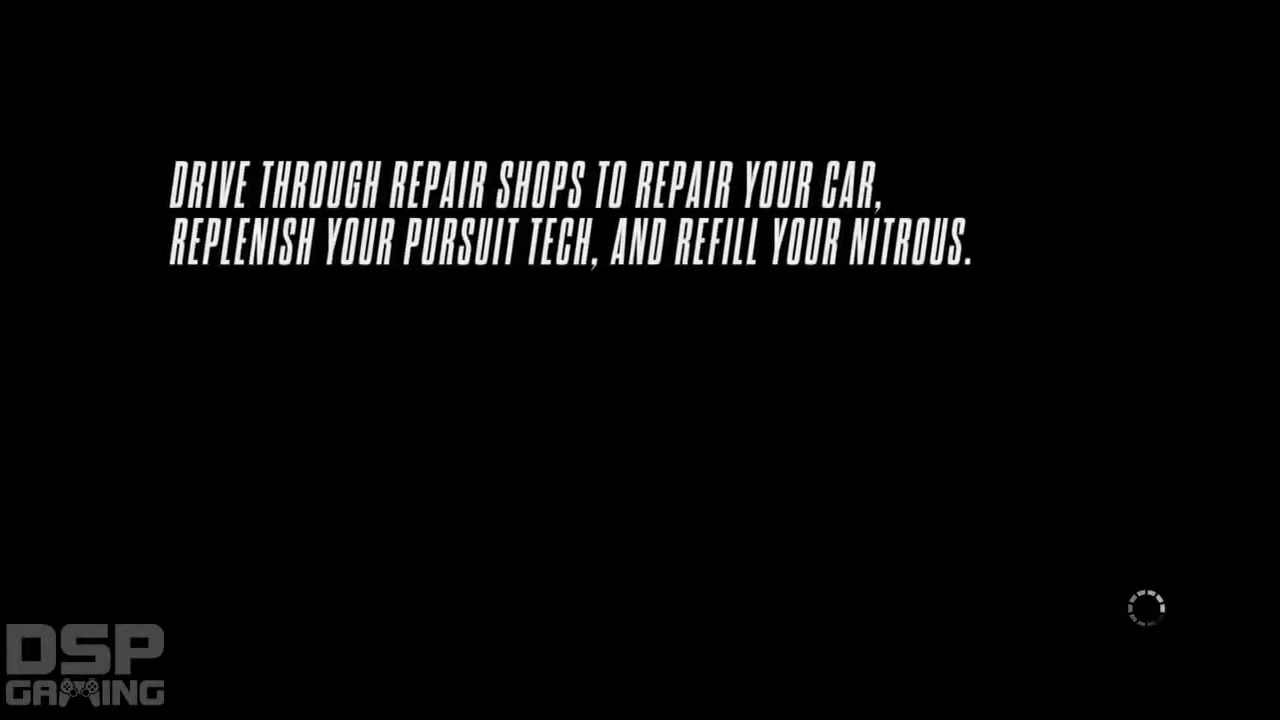 DRIVE THROUGH REPAIR SHOPS TO REPAIR YOUR CAR,
REPLENISH YOUR PURSUIT TECH, AND REFILL YOUR NITROUS.
DSP
GAMING